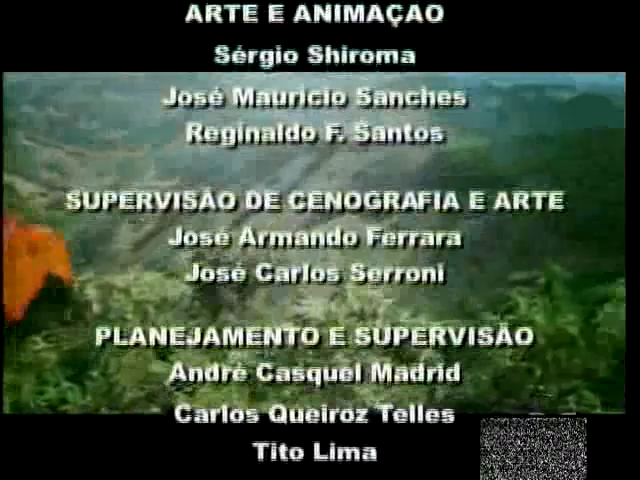 ARTE E ANIMAÇAO
Sérgio Shiroma
José Mauricio Sanches
Reginaldo F. Santos
SUPERVISÃO DE CENOGRAFIA E ARTE
José Armando Ferrara
José Carlos Serroni
PLANEJAMENTO E SUPERVISÃO
André Casquel Madrid
Carlos Queiroz Telles
Tito Lima